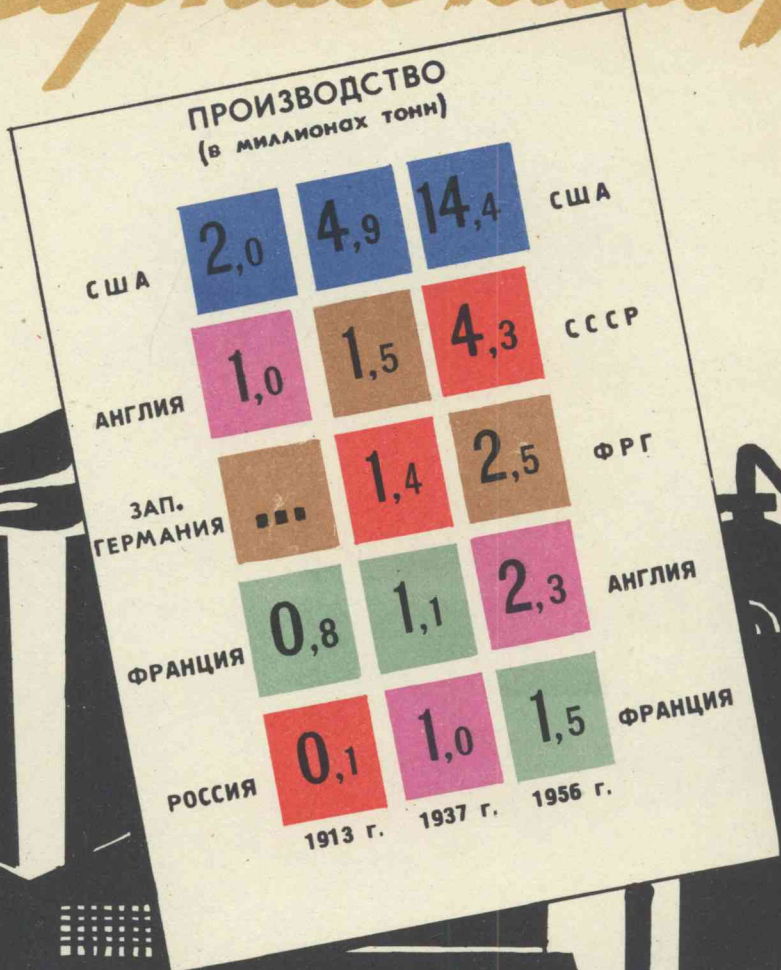 ПРОИЗВОДСТВО
(в миллионах тонн)
США 2,0 4,9 14,4 США
АНГЛИЯ 1,0 1,5 4,3 СССР
ЗАП.
ГЕРМАНИЯ ... 1,4 2,5 ФРГ
ФРАНЦИЯ 0,8 1,1 2,3 АНГЛИЯ
РОССИЯ 0,1 1,0 1,5 ФРАНЦИЯ
1913 г. 1937 г. 1956 г.